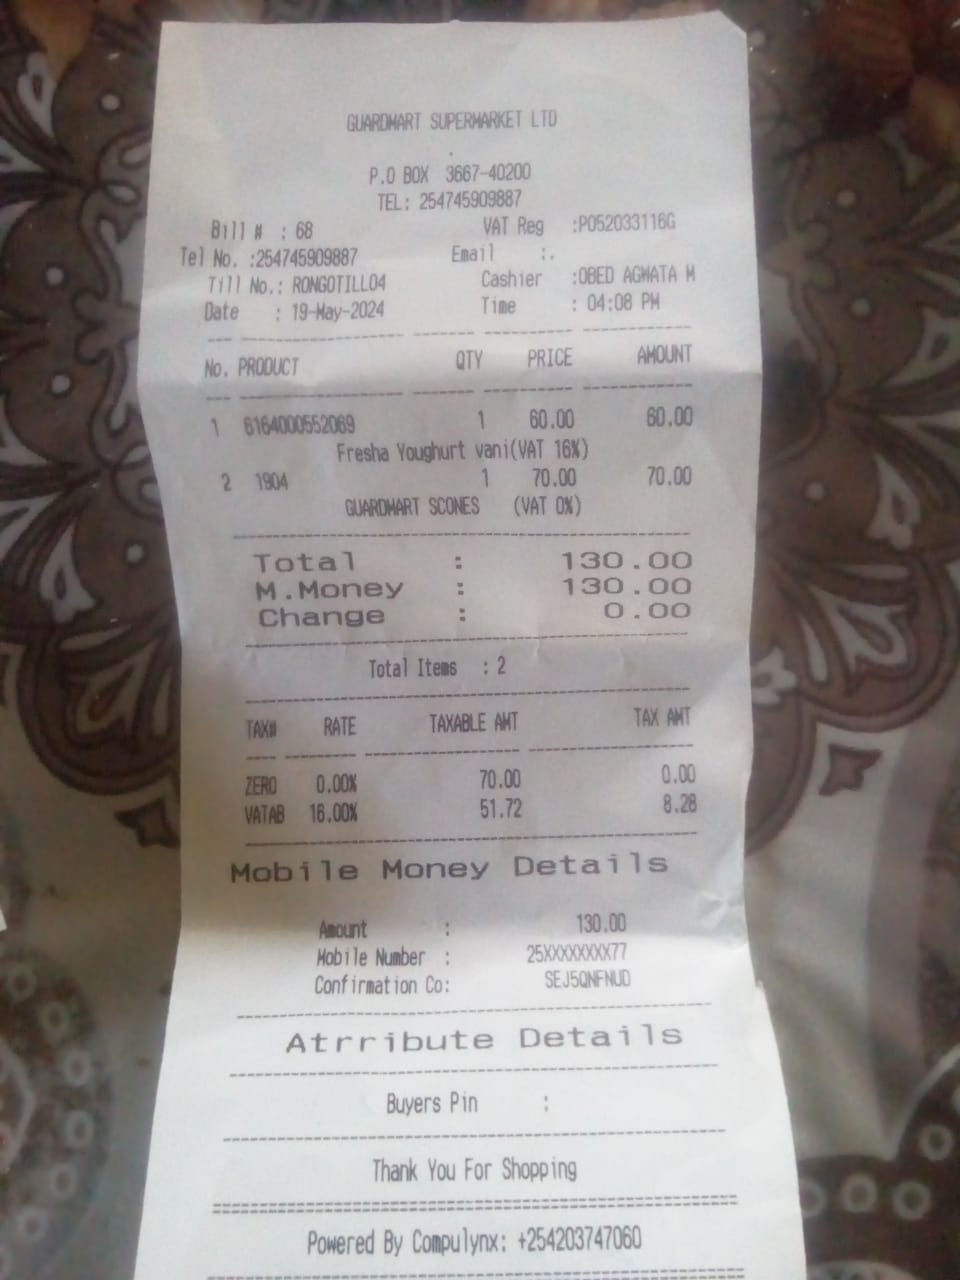 GUARDMART SUPERMARKET LTD
.
P.O BOX 3667-40200
TEL: 254745909887
Bill # : 68 VAT Reg :P052033116G
Tel No. :254745909887 Email :.
Till No.: RONGOTILL04 Cashier :OBED AGWATA M
Date : 19-May-2024 Time : 04:08 PM
No. PRODUCT QTY PRICE AMOUNT
1 6164000552069 1 60.00 60.00
Fresha Youghurt vani(VAT 16%)
2 1904 1 70.00 70.00
GUARDMART SCONES (VAT 0%)
Total : 130.00
M.Money : 130.00
Change : 0.00
Total Items : 2
TAX# RATE TAXABLE AMT TAX AMT
ZERO 0.00% 70.00 0.00
VATAB 16.00% 51.72 8.28
Mobile Money Details
Amount : 130.00
Mobile Number : 25XXXXXXXX77
Confirmation Co: SEJ5QNFNUD
Atrribute Details
Buyers Pin :
Thank You For Shopping
Powered By Compulynx: +254203747060